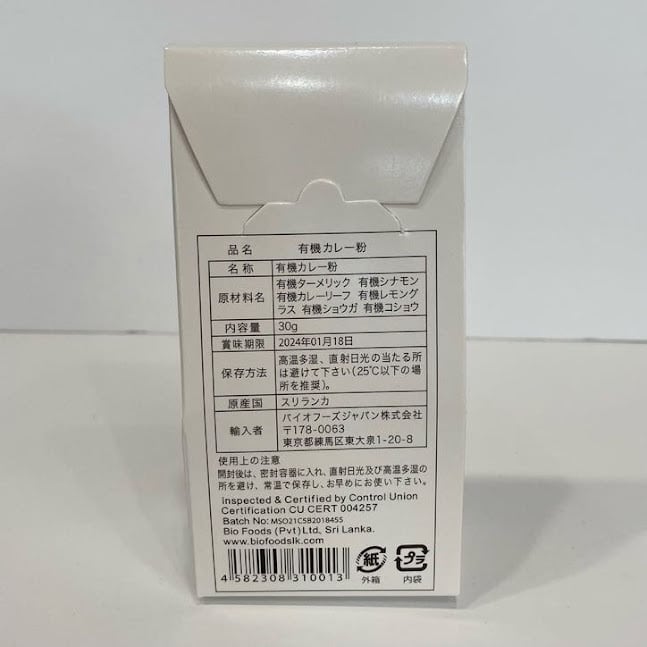 品名 有機カレー粉
名称 有機カレー粉
原材料名 有機ターメリック 有機シナモン
有機カレーリーフ 有機レモング
ラス 有機ショウガ 有機コショウ
内容量 30g
賞味期限 2024年01月18日
保存方法 高温多湿、直射日光の当たる所
は避けて下さい(25℃以下の場
所を推奨)。
原産国 スリランカ
輸入者 バイオフーズジャパン株式会社
〒178-0063
東京都練馬区東大泉1-20-8
使用上の注意
開封後は、密封容器に入れ、直射日光及び高温多湿の
所を避け、常温で保存し、お早めにお使い下さい。
Inspected & Certified by Control Union
Certification CU CERT 004257
Batch No: MSO21CSB2018455
Bio Foods (Pvt) Ltd, Sri Lanka.
www.biofoodslk.com
4 582308 310013
紙 プラ
外箱 内袋